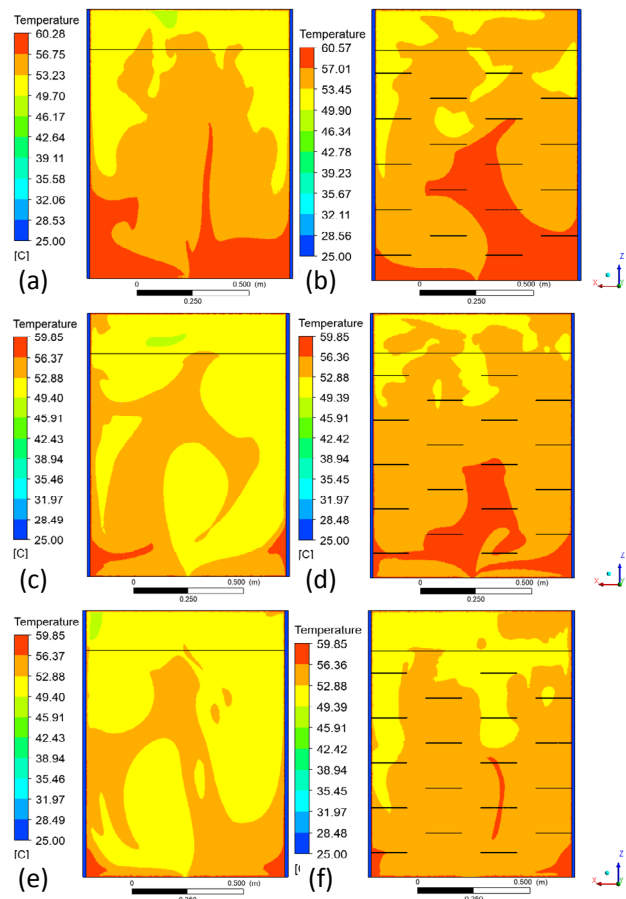 Temperature
60.28
56.75
53.23
49.70
46.17
42.64
39.11
35.58
32.06
28.53
25.00
[C]
(a)
0
0.500
(m)
0.250
Temperature
60.57
57.01
53.45
49.90
46.34
42.78
39.23
35.67
32.11
28.56
25.00
[C]
(b)
0
0.500
(m)
0.250
Z
X
Y
Temperature
59.85
56.37
52.88
49.40
45.91
42.43
38.94
35.46
31.97
28.49
25.00
[C]
(c)
0
0.500
(m)
0.250
Temperature
59.85
56.36
52.88
49.39
45.91
42.42
38.94
35.45
31.97
28.48
25.00
[C]
(d)
0
0.500
(m)
0.250
Z
X
Y
Temperature
59.85
56.37
52.88
49.40
45.91
42.43
38.94
35.46
31.97
28.49
25.00
[C]
(e)
0
0.500
(m)
0.250
Temperature
59.85
56.36
52.88
49.39
45.91
42.42
38.94
35.45
31.97
28.48
25.00
(f)
0
0.500
(m)
0.250
Z
X
Y